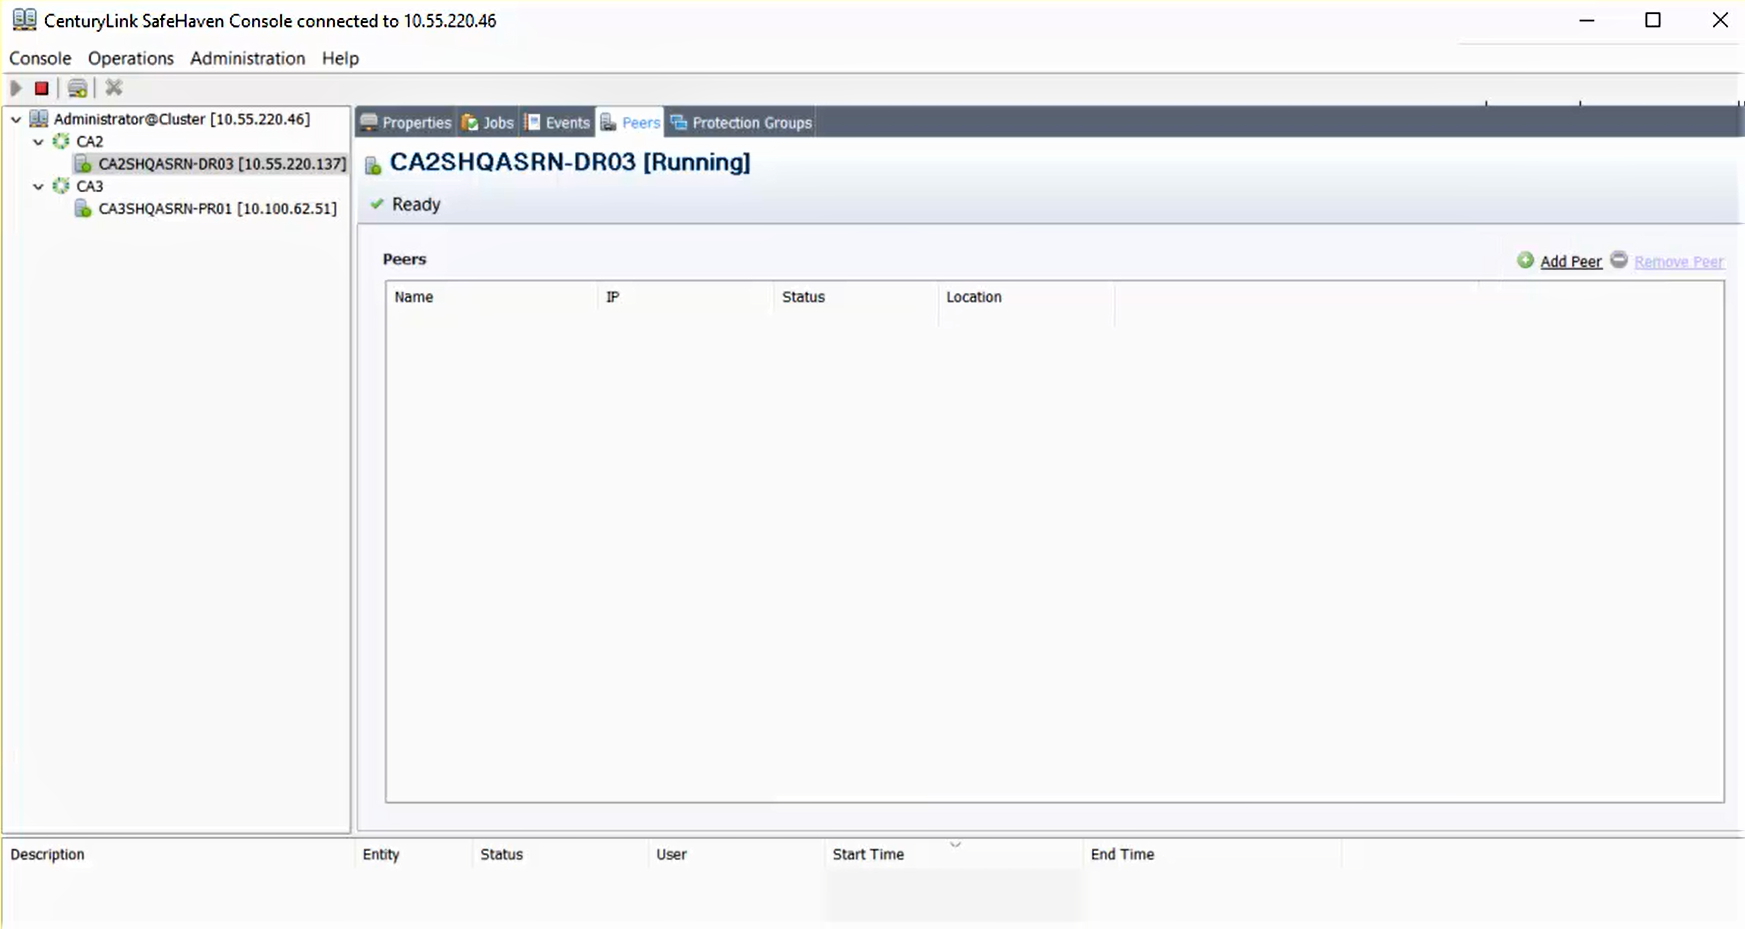 CenturyLink SafeHaven Console connected to 10.55.220.46
Console Operations Administration Help
Administrator@Cluster [10.55.220.46]
CA2
CA2SHQASRN-DR03 [10.55.220.137]
CA3
CA3SHQASRN-PR01 [10.100.62.51]
Properties Jobs Events Peers Protection Groups
CA2SHQASRN-DR03 [Running]
Ready
Peers
Add Peer Remove Peer
Name IP Status Location
Description Entity Status User Start Time End Time